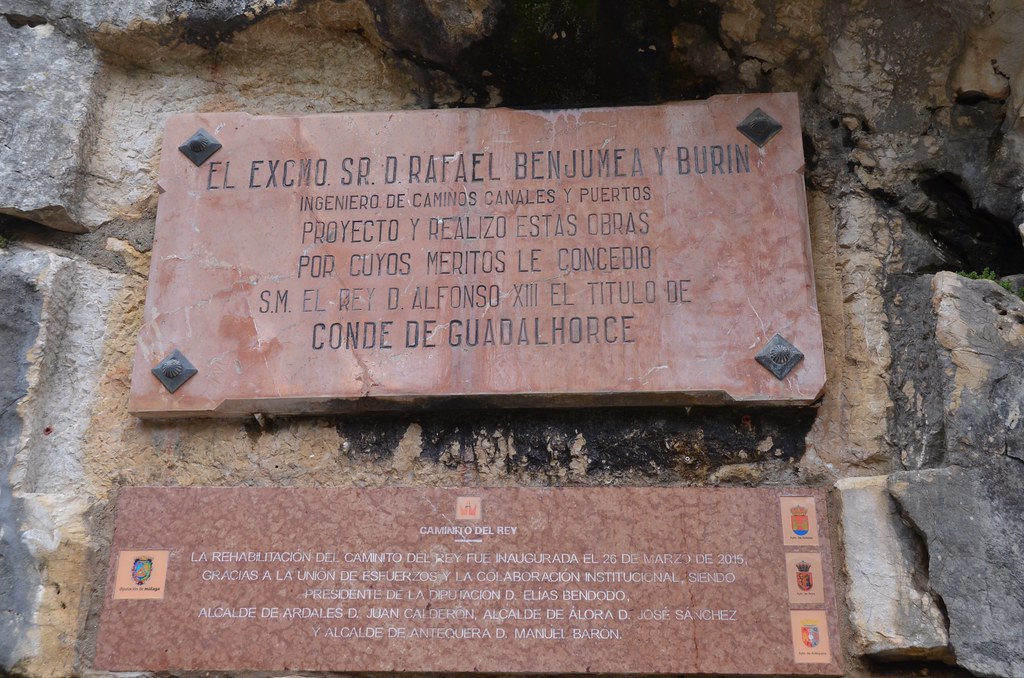 EL EXCMO. SR. D. RAFAEL BENJUMEA Y BURIN
INGENIERO DE CAMINOS CANALES Y PUERTOS
PROYECTO Y REALIZO ESTAS OBRAS
POR CUYOS MERITOS LE CONCEDIO
S.M. EL REY D. ALFONSO XIII EL TITULO DE
CONDE DE GUADALHORCE
CAMINITO DEL REY
LA REHABILITACIÓN DEL CAMINITO DEL REY FUE INAUGURADA EL 26 DE MARZO DE 2015,
GRACIAS A LA UNIÓN DE ESFUERZOS Y LA COLABORACIÓN INSTITUCIONAL, SIENDO
PRESIDENTE DE LA DIPUTACIÓN D. ELÍAS BENDODO,
ALCALDE DE ARDALES D. JUAN CALDERÓN, ALCALDE DE ÁLORA D. JOSÉ SÁNCHEZ
Y ALCALDE DE ANTEQUERA D. MANUEL BARÓN.
diputación de málaga